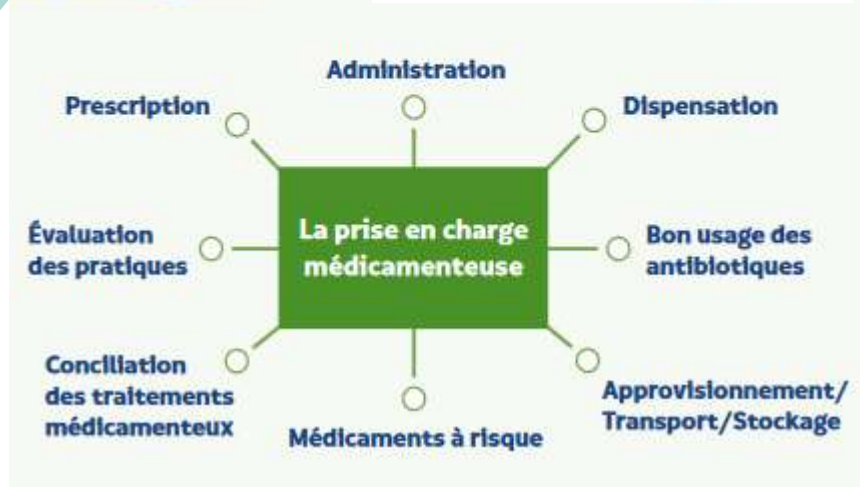 Administration
Prescription
Dispensation
La prise en charge
médicamenteuse
Évaluation
des pratiques
Bon usage des
antibiotiques
Conciliation
des traitements
médicamenteux
Médicaments à risque
Approvisionnement/
Transport/Stockage